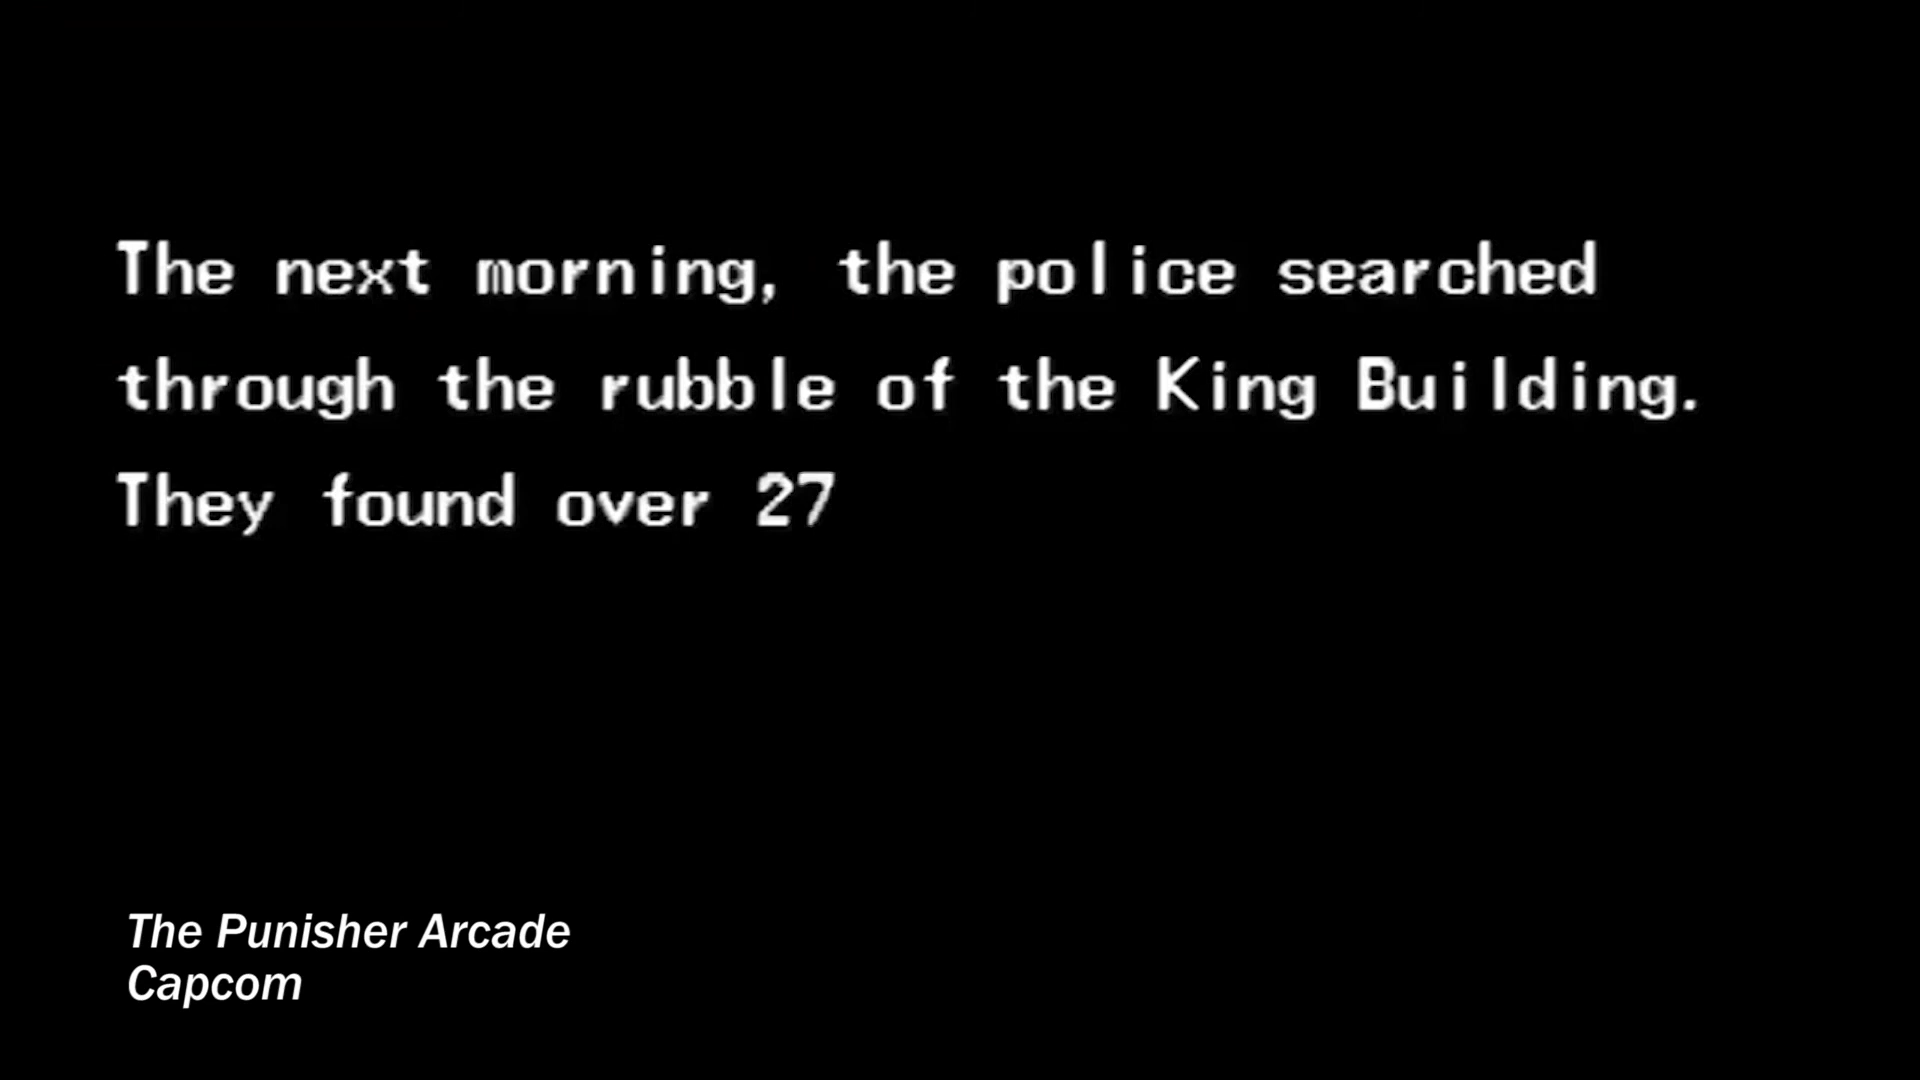 The next morning, the police searched
through the rubble of the King Building.
They found over 27
The Punisher Arcade
Capcom